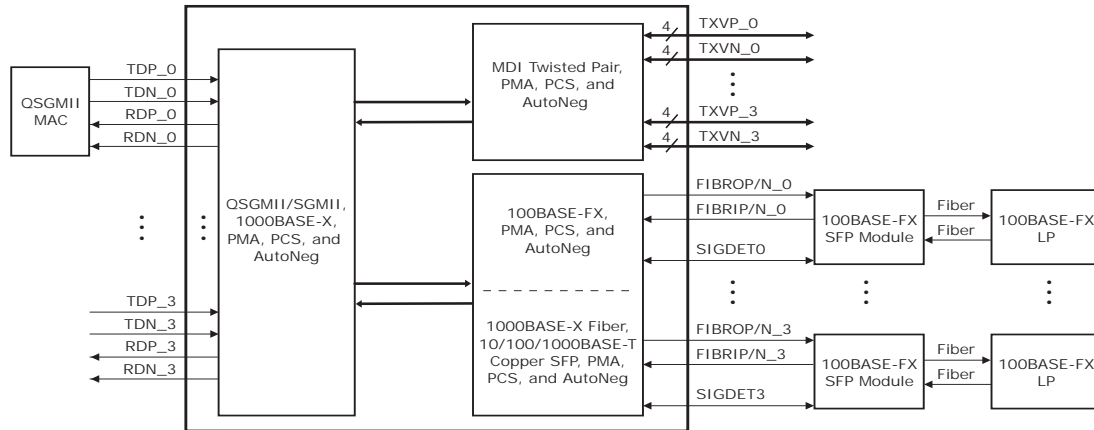 QSGMII
MAC
TDP_0
TDN_0
RDP_0
RDN_0
TDP_3
TDN_3
RDP_3
RDN_3
QSGMII/SGMII,
1000BASE-X,
PMA, PCS, and
AutoNeg
MDI Twisted Pair,
PMA, PCS, and
AutoNeg
4
TXVP_0
4
TXVN_0
4
TXVP_3
4
TXVN_3
100BASE-FX,
PMA, PCS, and
AutoNeg
1000BASE-X Fiber,
10/100/1000BASE-T
Copper SFP, PMA,
PCS, and AutoNeg
FIBROP/N_0
FIBRIP/N_0
SIGDET0
100BASE-FX
SFP Module
Fiber
Fiber
100BASE-FX
LP
FIBROP/N_3
FIBRIP/N_3
SIGDET3
100BASE-FX
SFP Module
Fiber
Fiber
100BASE-FX
LP